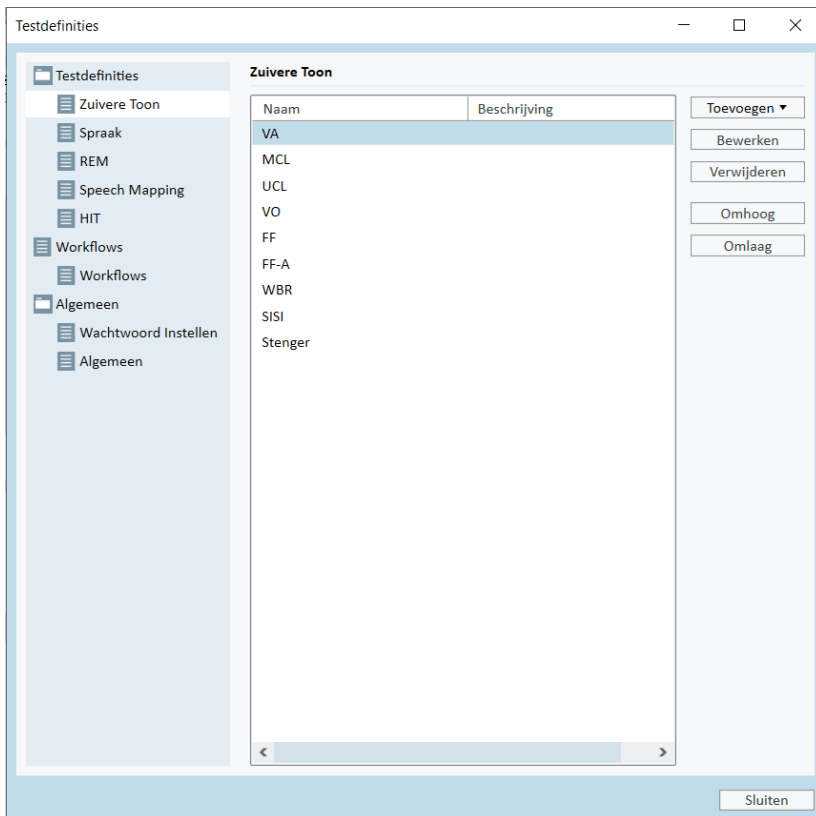 Testdefinities
Testdefinities
Zuivere Toon
Spraak
REM
Speech Mapping
HIT
Workflows
Workflows
Algemeen
Wachtwoord Instellen
Algemeen
Zuivere Toon
Naam Beschrijving
VA
MCL
UCL
VO
FF
FF-A
WBR
SISI
Stenger
Toevoegen
Bewerken
Verwijderen
Omhoog
Omlaag
Sluiten